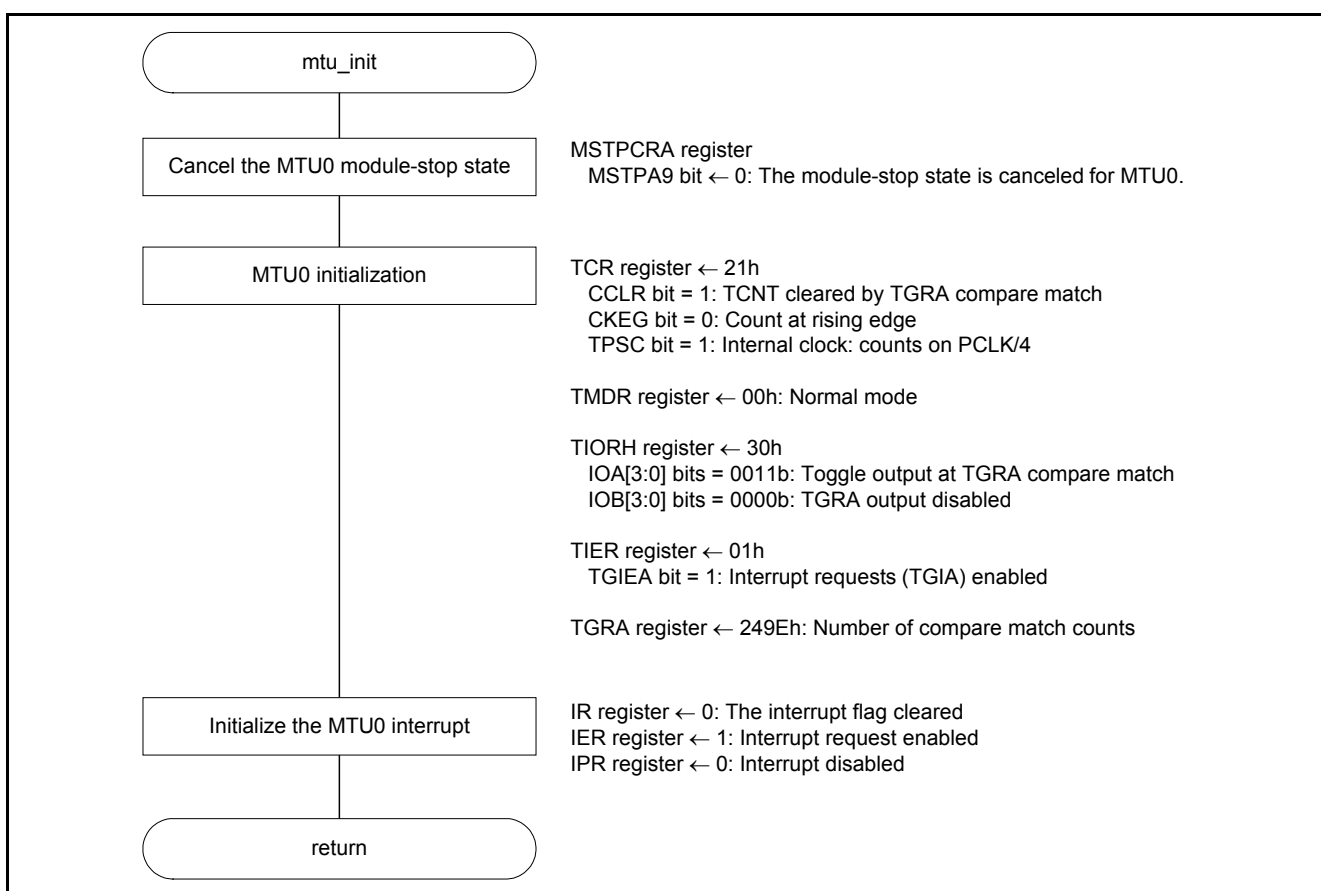 mtu_init
Cancel the MTU0 module-stop state
MSTPCRA register
MSTPA9 bit ← 0: The module-stop state is canceled for MTU0.
MTU0 initialization
TCR register ← 21h
CCLR bit = 1: TCNT cleared by TGRA compare match
CKEG bit = 0: Count at rising edge
TPSC bit = 1: Internal clock: counts on PCLK/4
TMDR register ← 00h: Normal mode
TIORH register ← 30h
IOA[3:0] bits = 0011b: Toggle output at TGRA compare match
IOB[3:0] bits = 0000b: TGRA output disabled
TIER register ← 01h
TGIEA bit = 1: Interrupt requests (TGIA) enabled
TGRA register ← 249Eh: Number of compare match counts
Initialize the MTU0 interrupt
IR register ← 0: The interrupt flag cleared
IER register ← 1: Interrupt request enabled
IPR register ← 0: Interrupt disabled
return